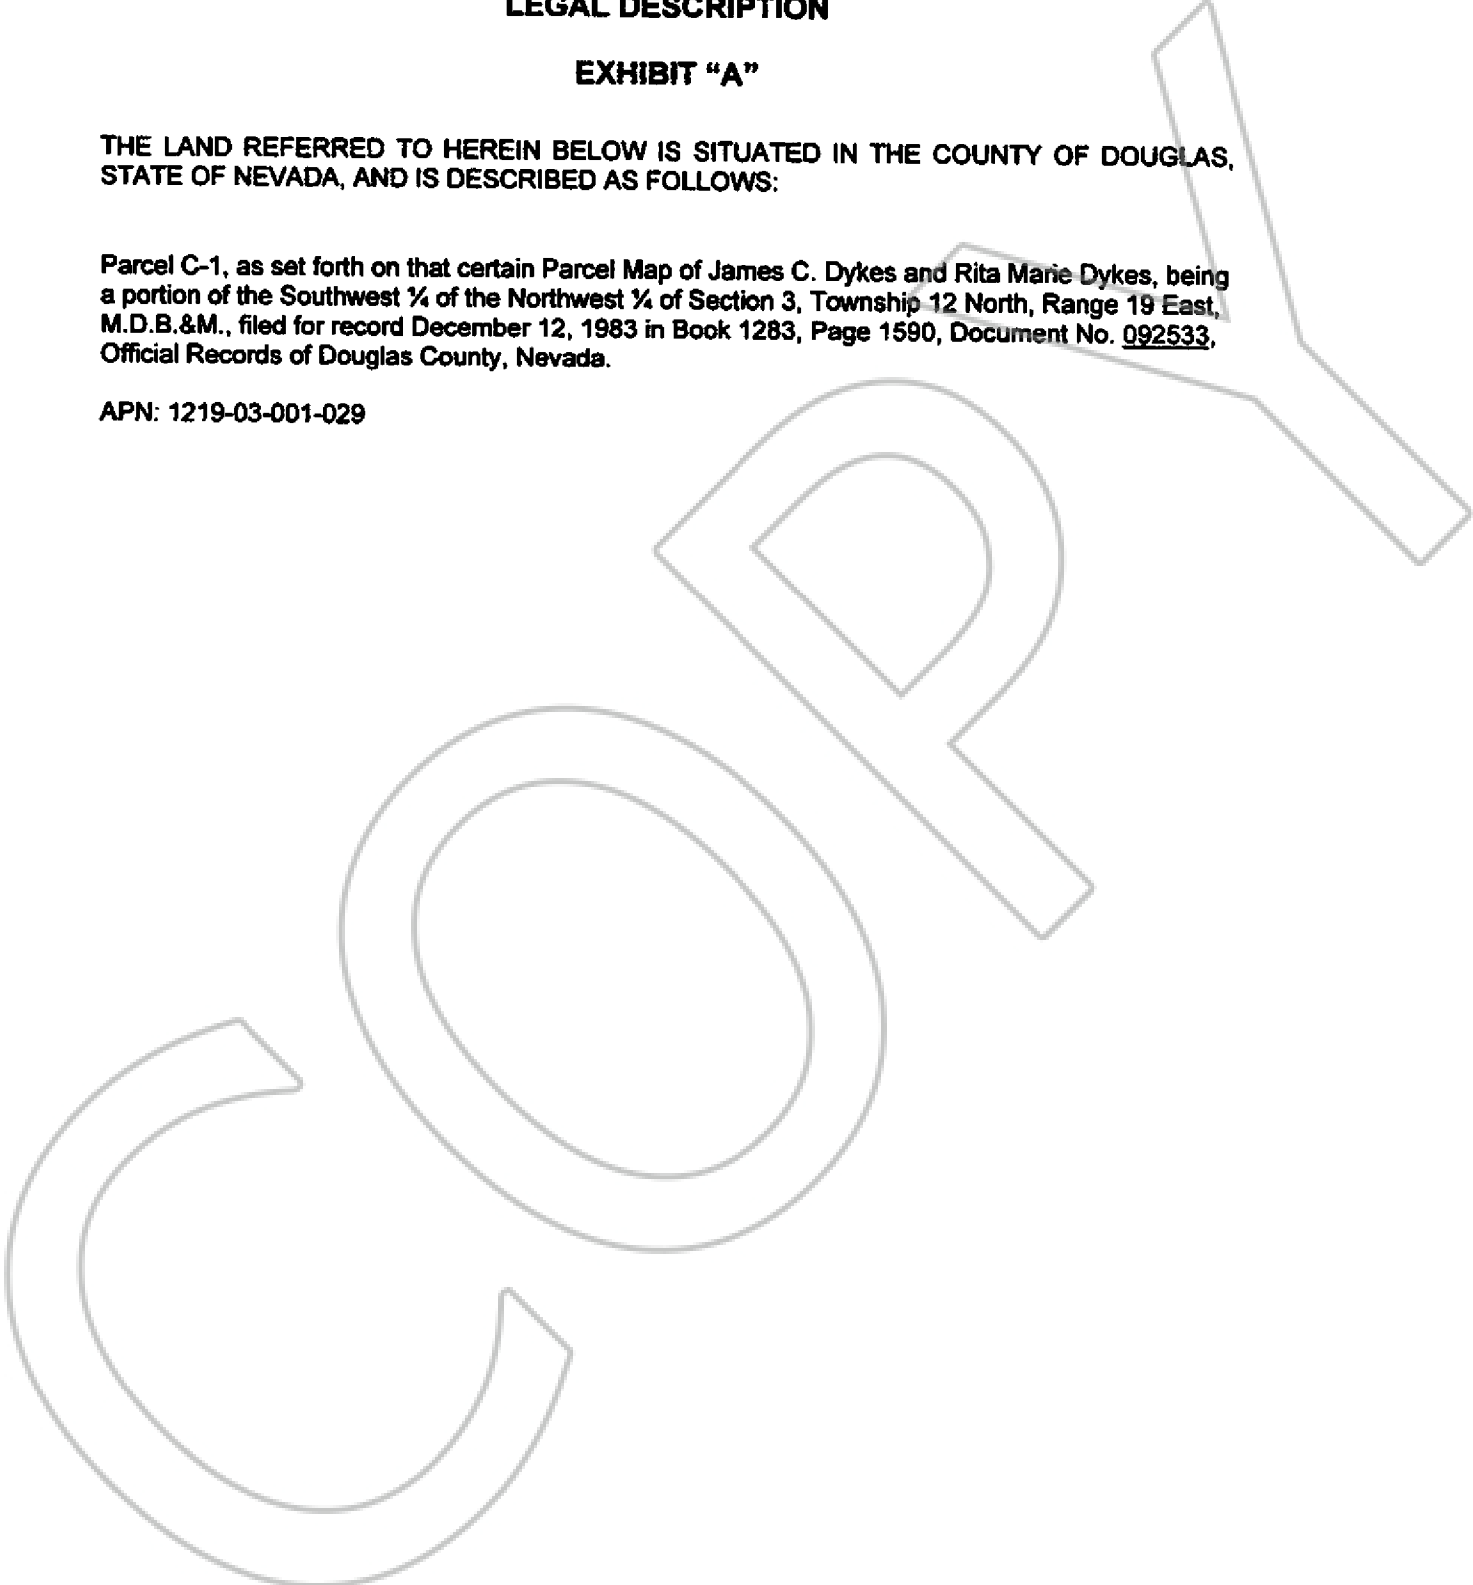 LEGAL DESCRIPTION
EXHIBIT “A”
THE LAND REFERRED TO HEREIN BELOW IS SITUATED IN THE COUNTY OF DOUGLAS,
STATE OF NEVADA, AND IS DESCRIBED AS FOLLOWS:
Parcel C-1, as set forth on that certain Parcel Map of James C. Dykes and Rita Marie Dykes, being
a portion of the Southwest ¼ of the Northwest ¼ of Section 3, Township 12 North, Range 19 East,
M.D.B.&M., filed for record December 12, 1983 in Book 1283, Page 1590, Document No. 092533,
Official Records of Douglas County, Nevada.
APN: 1219-03-001-029
COPY